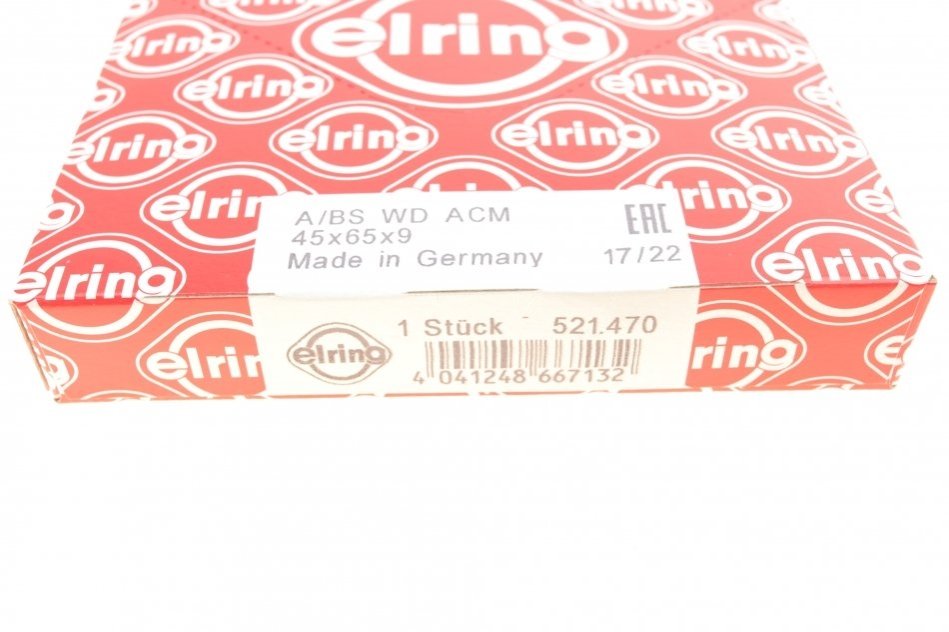 elring
A/BS WD ACM
EAC
45x65x9
Made in Germany
17/22
elring
1 Stück
521.470
4 041248 667132